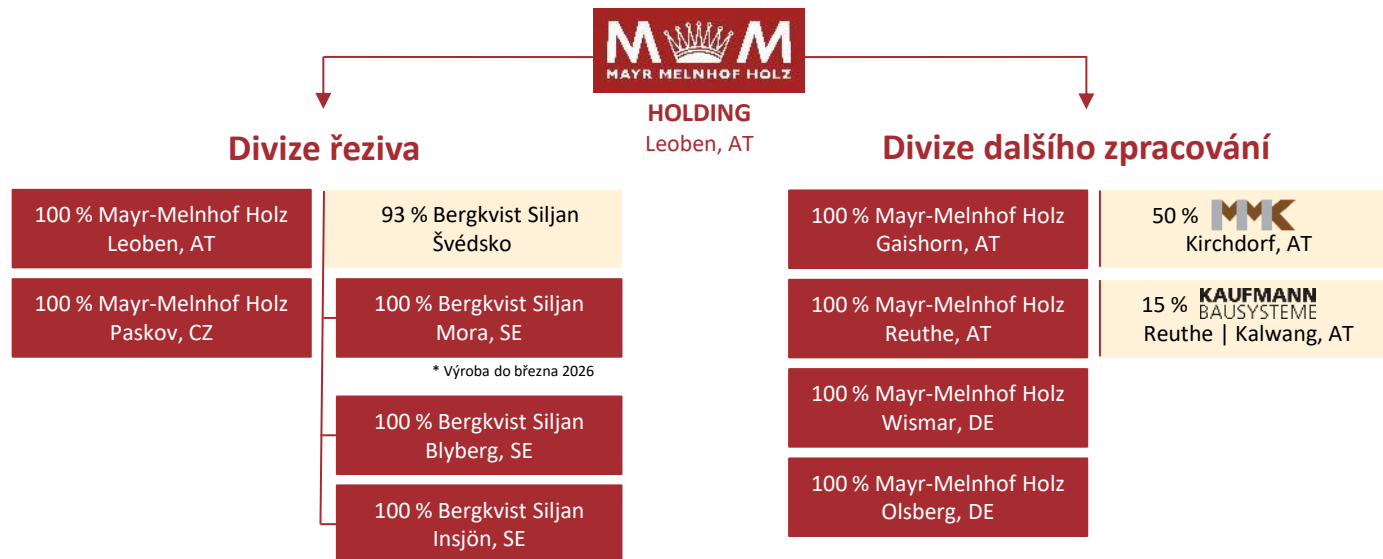 M M
MAYR MELNHOF HOLZ
HOLDING
Leoben, AT
Divize řeziva
100 % Mayr-Melnhof Holz
Leoben, AT
100 % Mayr-Melnhof Holz
Paskov, CZ
93 % Bergkvist Siljan
Švédsko
100 % Bergkvist Siljan
Mora, SE
* Výroba do března 2026
100 % Bergkvist Siljan
Blyberg, SE
100 % Bergkvist Siljan
Insjön, SE
Divize dalšího zpracování
100 % Mayr-Melnhof Holz
Gaishorn, AT
100 % Mayr-Melnhof Holz
Reuthe, AT
100 % Mayr-Melnhof Holz
Wismar, DE
100 % Mayr-Melnhof Holz
Olsberg, DE
50 % MMK
Kirchdorf, AT
15 % KAUFMANN
BAUSYSTEME
Reuthe | Kalwang, AT